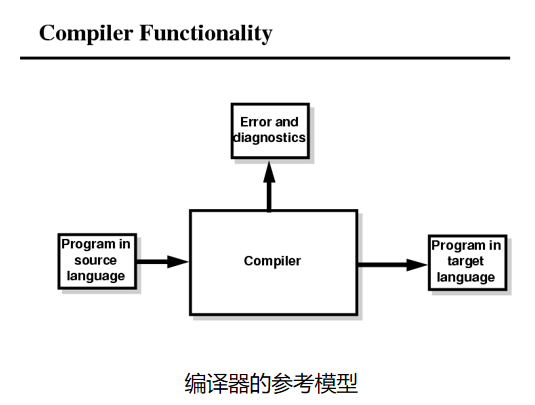 Compiler Functionality
Error and
diagnostics
Program in
source
language
Compiler
Program in
target
language
编译器的参考模型